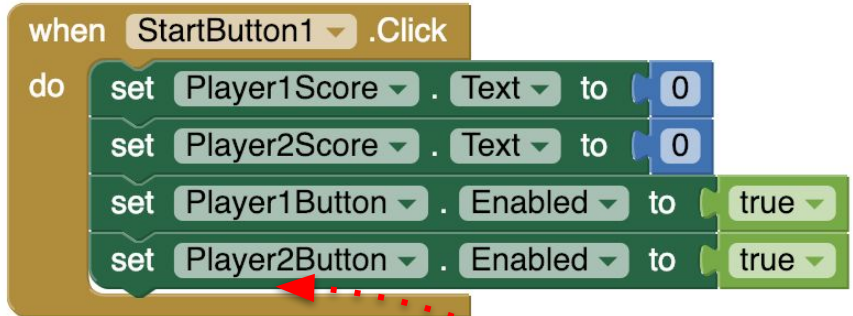 when StartButton1 .Click
do set Player1Score . Text to 0
set Player2Score . Text to 0
set Player1Button . Enabled to true
set Player2Button . Enabled to true